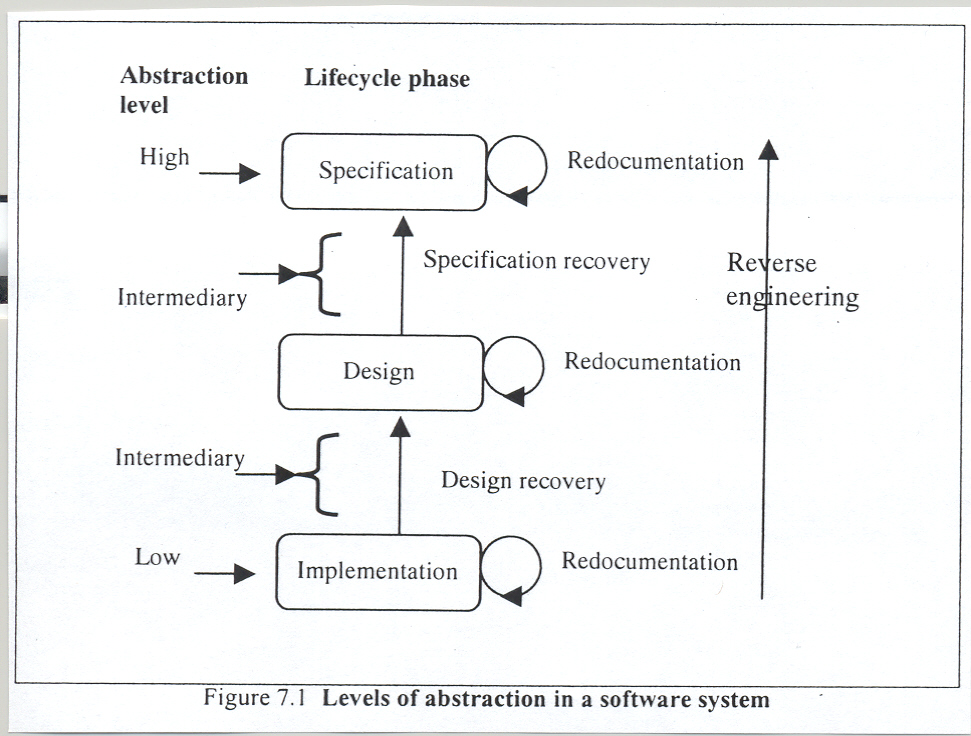 Abstraction
level
Lifecycle phase
High
Specification
Redocumentation
Specification recovery
Intermediary
Reverse
engineering
Design
Redocumentation
Intermediary
Design recovery
Low
Implementation
Redocumentation
Figure 7.1 Levels of abstraction in a software system